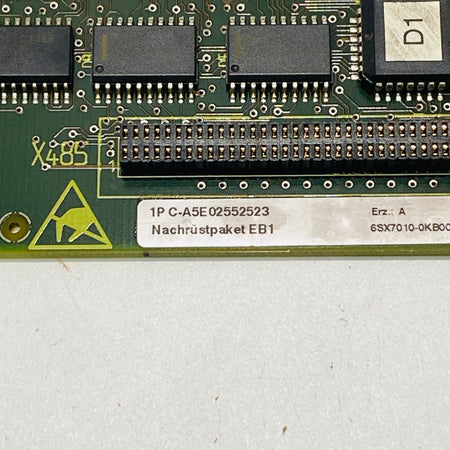 D1
X485
1P C-A5E02552523
Erz.: A
Nachrüstpaket EB1
6SX7010-0KB00